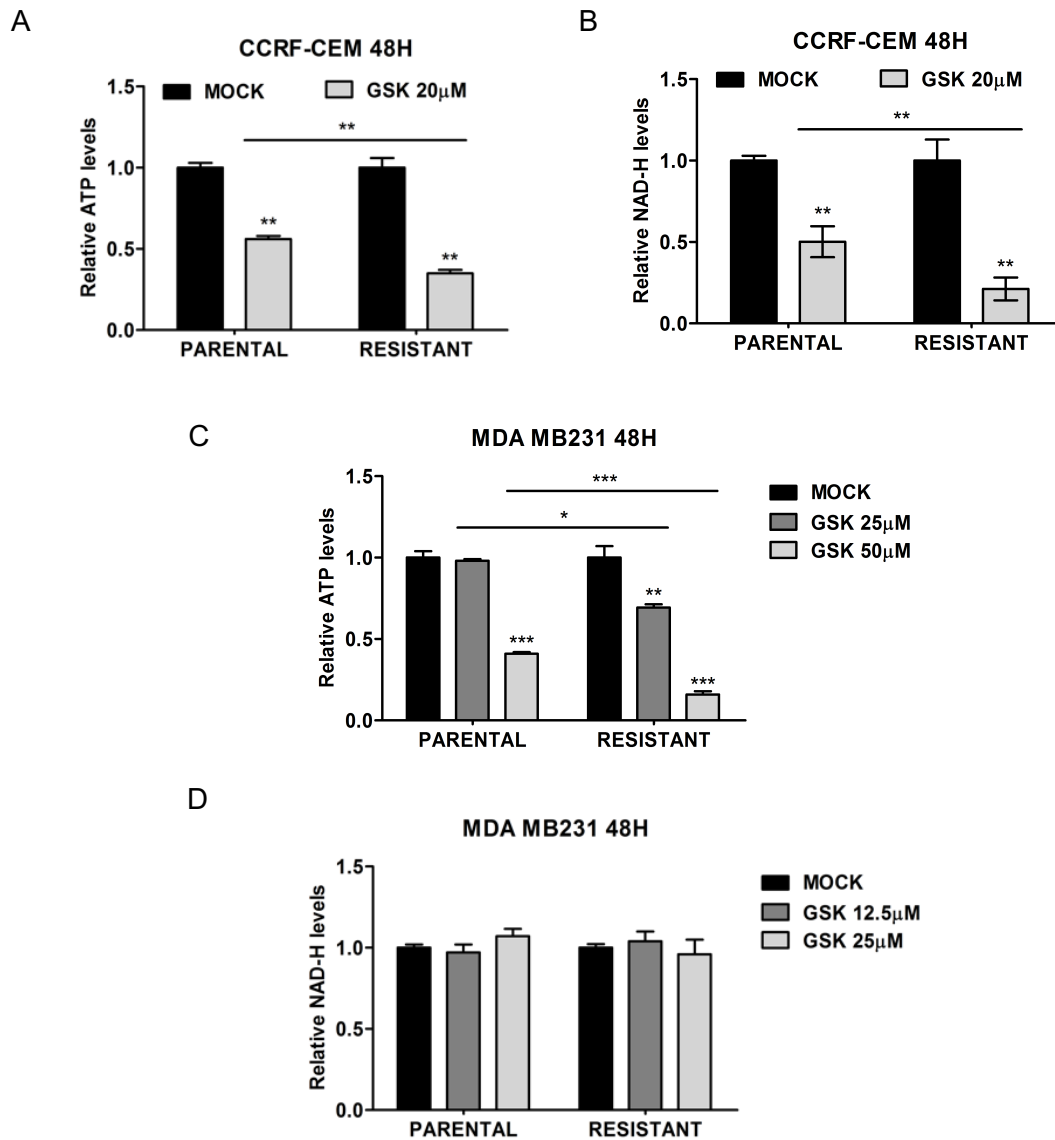 A
CCRF-CEM 48H
MOCK
GSK 20μM
Relative ATP levels
1.5
1.0
0.5
0.0
**
**
**
PARENTAL
RESISTANT
B
CCRF-CEM 48H
MOCK
GSK 20μM
Relative NAD-H levels
1.5
1.0
0.5
0.0
**
**
**
PARENTAL
RESISTANT
C
MDA MB231 48H
MOCK
GSK 25μM
GSK 50μM
Relative ATP levels
1.5
1.0
0.5
0.0
***
*
***
**
***
PARENTAL
RESISTANT
D
MDA MB231 48H
MOCK
GSK 12.5μM
GSK 25μM
Relative NAD-H levels
1.5
1.0
0.5
0.0
PARENTAL
RESISTANT